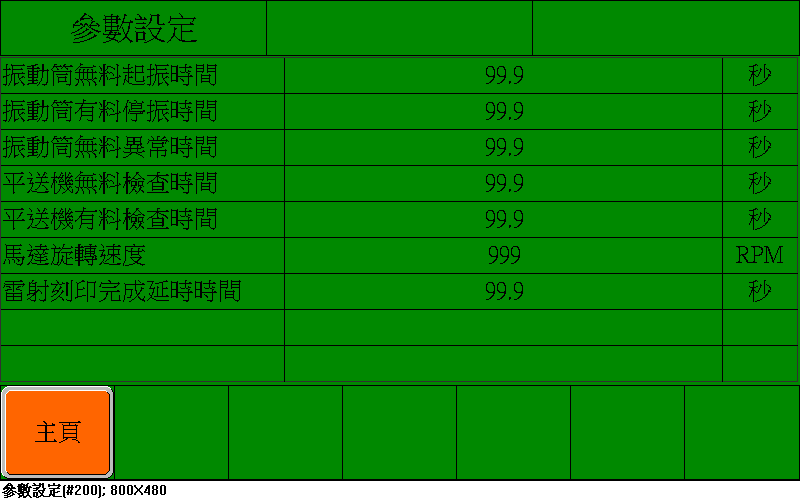 參數設定
振動筒無料起振時間 99.9 秒
振動筒有料停振時間 99.9 秒
振動筒無料異常時間 99.9 秒
平送機無料檢查時間 99.9 秒
平送機有料檢查時間 99.9 秒
馬達旋轉速度 999 RPM
雷射刻印完成延時時間 99.9 秒
主頁
參數設定(#200); 800X480